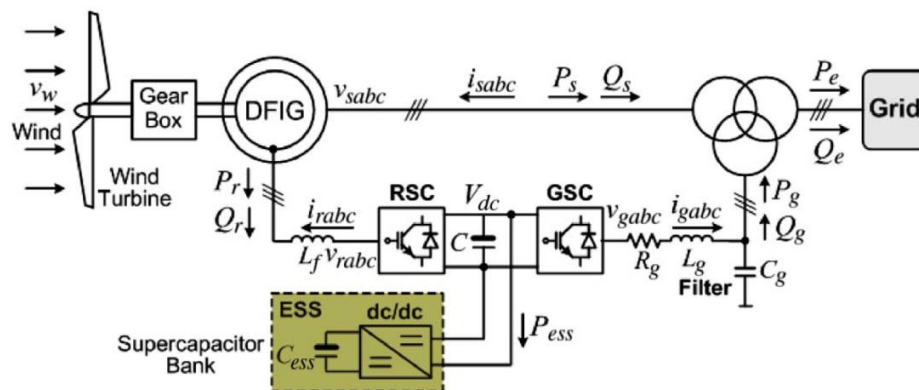 v_w
Wind
Wind
Turbine
Gear
Box
DFIG
v_sabc
i_sabc
P_s
Q_s
P_e
Q_e
Grid
P_r
Q_r
i_rabc
L_f
v_rabc
RSC
V_dc
C
GSC
v_gabc
i_gabc
R_g
L_g
Filter
C_g
P_g
Q_g
ESS
dc/dc
C_ess
P_ess
Supercapacitor
Bank